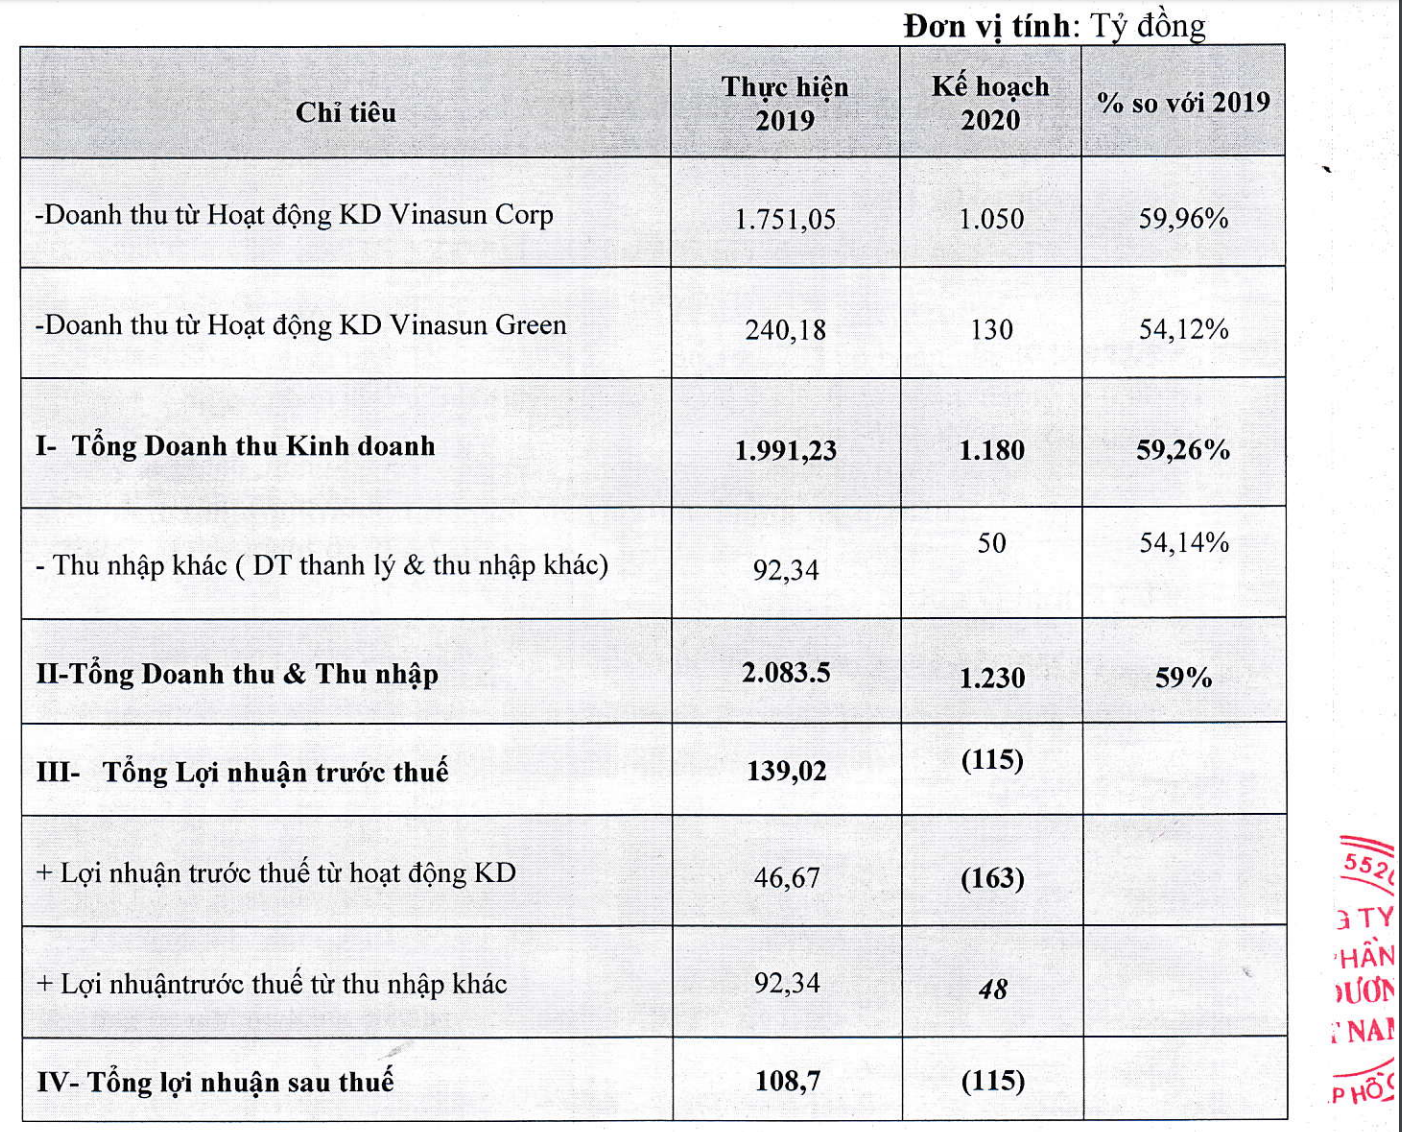 Đơn vị tính: Tỷ đồng
Chỉ tiêu
Thực hiện
2019
Kế hoạch
2020
% so với 2019
-Doanh thu từ Hoạt động KD Vinasun Corp
1.751,05
1.050
59,96%
-Doanh thu từ Hoạt động KD Vinasun Green
240,18
130
54,12%
I- Tổng Doanh thu Kinh doanh
1.991,23
1.180
59,26%
- Thu nhập khác ( DT thanh lý & thu nhập khác)
92,34
50
54,14%
II-Tổng Doanh thu & Thu nhập
2.083.5
1.230
59%
III- Tổng Lợi nhuận trước thuế
139,02
(115)
+ Lợi nhuận trước thuế từ hoạt động KD
46,67
(163)
+ Lợi nhuậntrước thuế từ thu nhập khác
92,34
48
IV- Tổng lợi nhuận sau thuế
108,7
(115)
552
TY